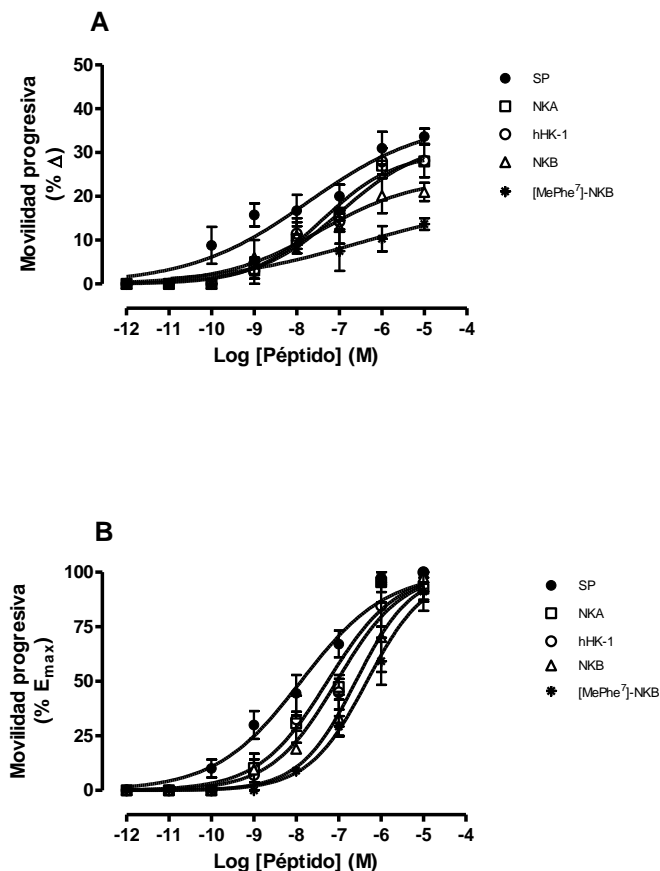 A
50
40
30
20
10
0
Movilidad progresiva
(% Δ)
-12 -11 -10 -9 -8 -7 -6 -5
Log [Péptido] (M)
SP
NKA
hHK-1
NKB
[MePhe⁷]-NKB
B
100
75
50
25
0
Movilidad progresiva
(% Eₘₐₓ)
-12 -11 -10 -9 -8 -7 -6 -5
Log [Péptido] (M)
SP
NKA
hHK-1
NKB
[MePhe⁷]-NKB